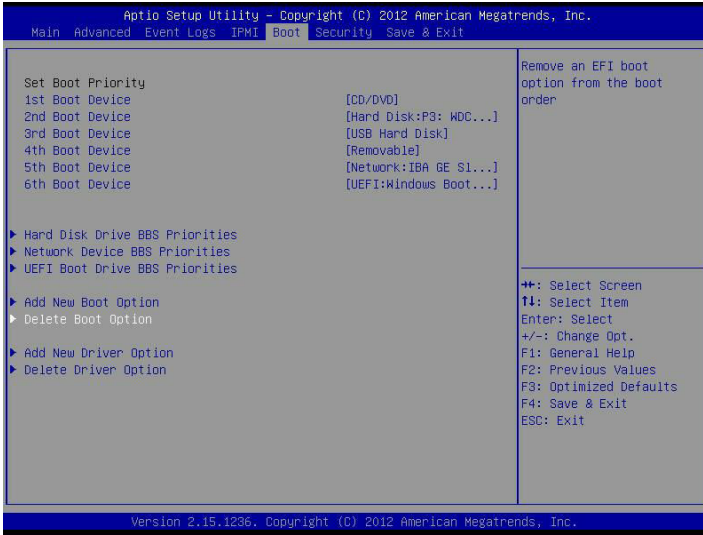 Aptio Setup Utility – Copyright (C) 2012 American Megatrends, Inc.
Main Advanced Event Logs IPMI Boot Security Save & Exit
Set Boot Priority
1st Boot Device [CD/DVD]
2nd Boot Device [Hard Disk:P3: WDC...]
3rd Boot Device [USB Hard Disk]
4th Boot Device [Removable]
5th Boot Device [Network:IBA GE Sl...]
6th Boot Device [UEFI:Windows Boot...]
Hard Disk Drive BBS Priorities
Network Device BBS Priorities
UEFI Boot Drive BBS Priorities
Add New Boot Option
Delete Boot Option
Add New Driver Option
Delete Driver Option
Remove an EFI boot
option from the boot
order
→←: Select Screen
↑↓: Select Item
Enter: Select
+/-: Change Opt.
F1: General Help
F2: Previous Values
F3: Optimized Defaults
F4: Save & Exit
ESC: Exit
Version 2.15.1236. Copyright (C) 2012 American Megatrends, Inc.